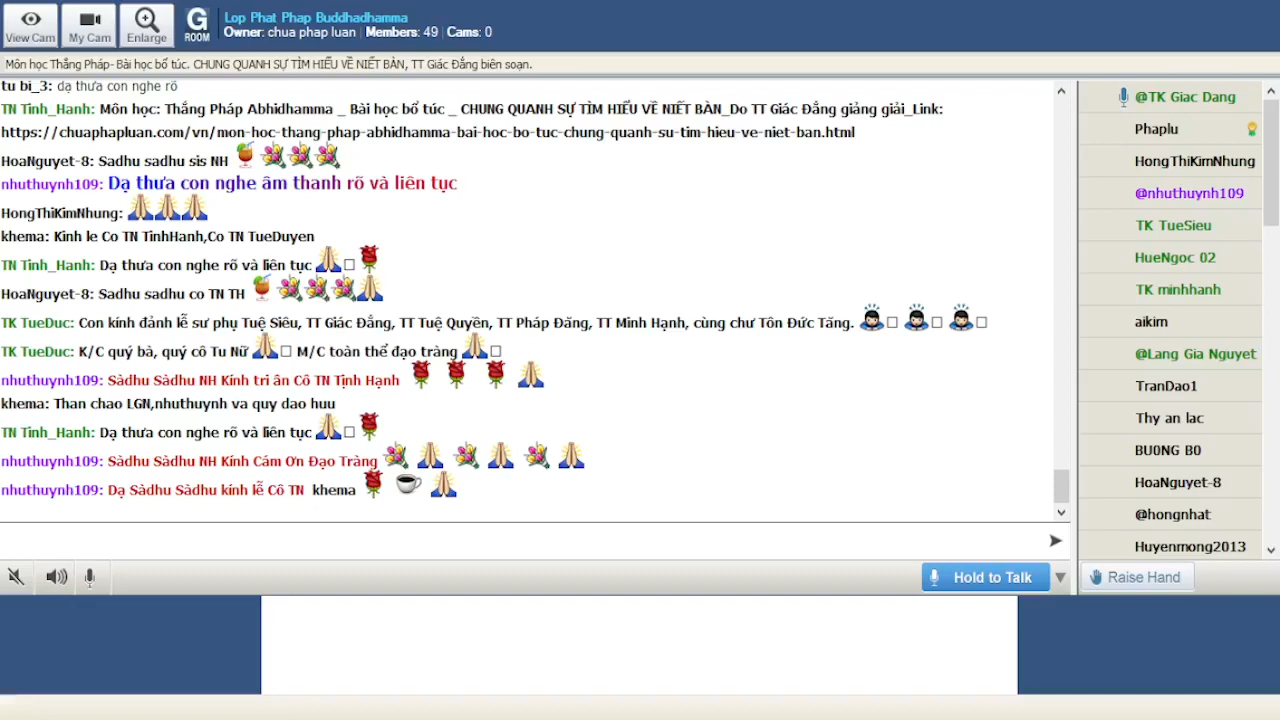 View Cam
My Cam
Enlarge
G
ROOM
Lop Phat Phap Buddhadhamma
Owner: chua phap luan | Members: 49 | Cams: 0
Môn học Thắng Pháp- Bài học bổ túc. CHUNG QUANH SỰ TÌM HIỂU VỀ NIẾT BÀN, TT Giác Đẳng biên soạn.
tu bi_3: dạ thưa con nghe rõ
TN Tinh_Hanh: Môn học: Thắng Pháp Abhidhamma _ Bài học bổ túc _ CHUNG QUANH SỰ TÌM HIỂU VỀ NIẾT BÀN_Do TT Giác Đẳng giảng giải_Link:
https://chuaphapluan.com/vn/mon-hoc-thang-phap-abhidhamma-bai-hoc-bo-tuc-chung-quanh-su-tim-hieu-ve-niet-ban.html
HoaNguyet-8: Sadhu sadhu sis NH
nhuthuynh109: Dạ thưa con nghe âm thanh rõ và liên tục
HongThiKimNhung:
khema: Kinh le Co TN TinhHanh,Co TN TueDuyen
TN Tinh_Hanh: Dạ thưa con nghe rõ và liên tục
HoaNguyet-8: Sadhu sadhu co TN TH
TK TueDuc: Con kính đảnh lễ sư phụ Tuệ Siêu, TT Giác Đẳng, TT Tuệ Quyền, TT Pháp Đăng, TT Minh Hạnh, cùng chư Tôn Đức Tăng.
TK TueDuc: K/C quý bà, quý cô Tu Nữ M/C toàn thể đạo tràng
nhuthuynh109: Sàdhu Sàdhu NH Kính tri ân Cô TN Tịnh Hạnh
khema: Than chao LGN,nhuthuynh va quy dao huu
TN Tinh_Hanh: Dạ thưa con nghe rõ và liên tục
nhuthuynh109: Sàdhu Sàdhu NH Kính Cám Ơn Đạo Tràng
nhuthuynh109: Dạ Sàdhu Sàdhu kính lễ Cô TN khema
Hold to Talk
@TK Giac Dang
Phaplu
HongThiKimNhung
@nhuthuynh109
TK TueSieu
HueNgoc 02
TK minhhanh
aikim
@Lang Gia Nguyet
TranDao1
Thy an lac
BU0NG B0
HoaNguyet-8
@hongnhat
Huyenmong2013
Raise Hand